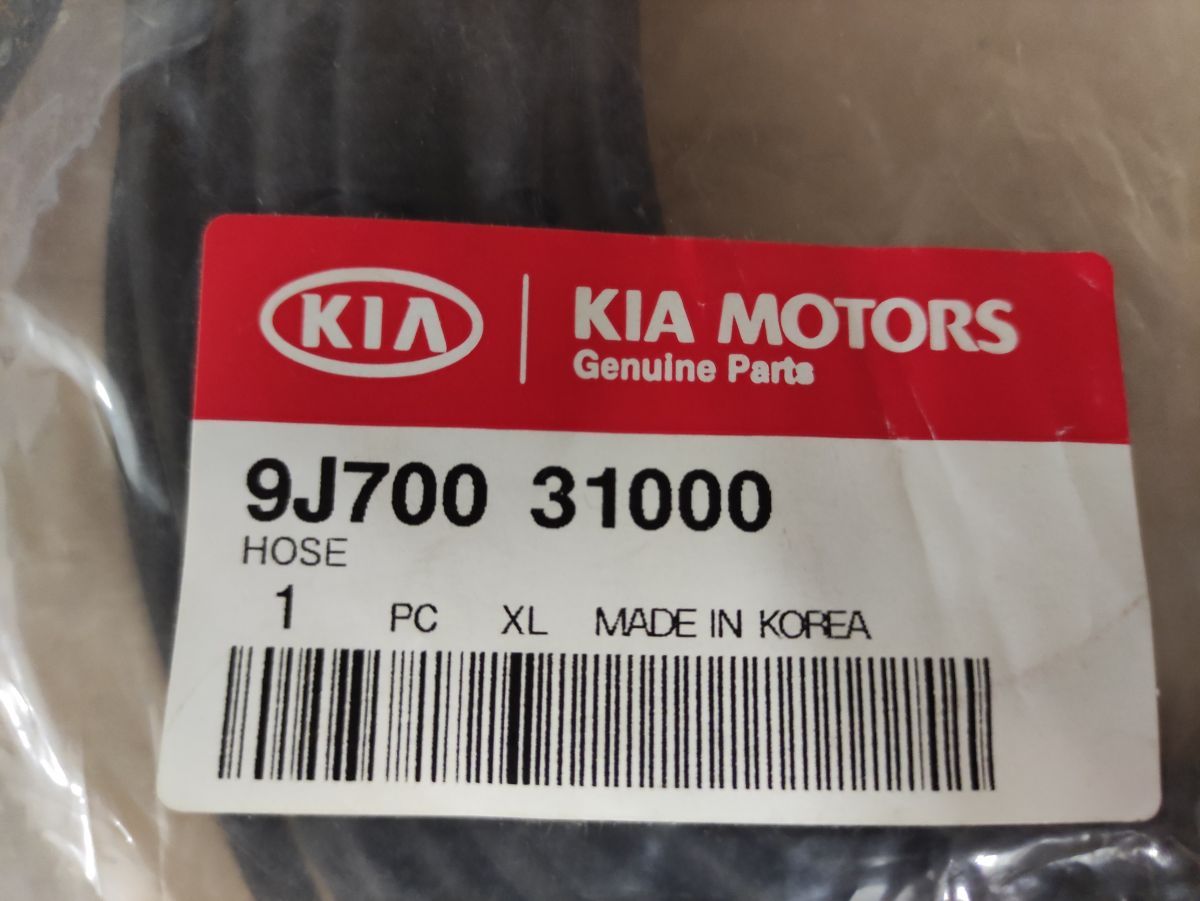 KIA
KIA MOTORS
Genuine Parts
9J700 31000
HOSE
1 PC XL MADE IN KOREA